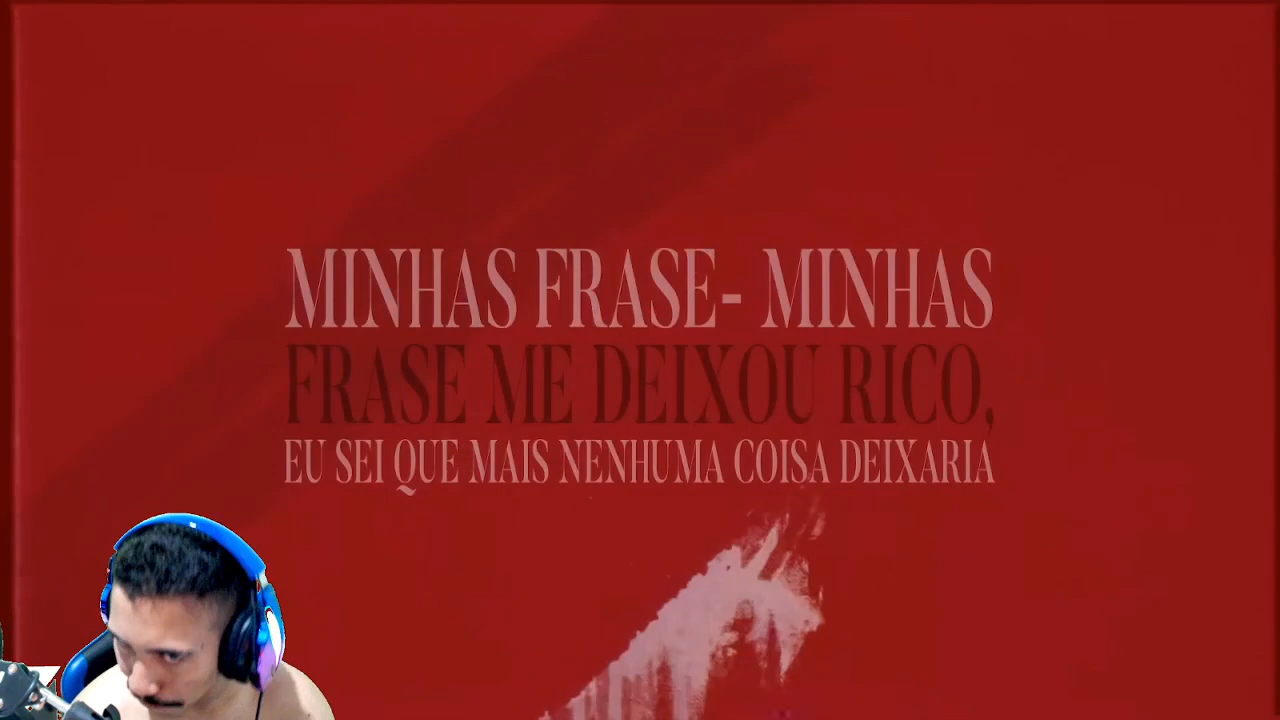 MINHAS FRASE- MINHAS
FRASE ME DEIXOU RICO,
EU SEI QUE MAIS NENHUMA COISA DEIXARIA